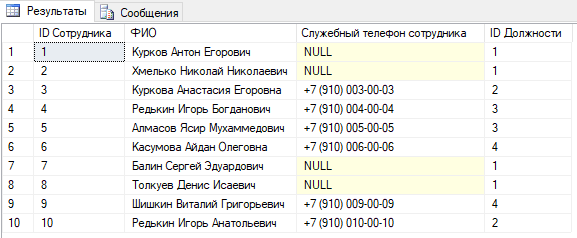 Результаты Сообщения
ID Сотрудника ФИО Служебный телефон сотрудника ID Должности
1 1 Курков Антон Егорович NULL 1
2 2 Хмелько Николай Николаевич NULL 1
3 3 Куркова Анастасия Егоровна +7 (910) 003-00-03 2
4 4 Редькин Игорь Богданович +7 (910) 004-00-04 3
5 5 Алмасов Ясир Мухаммедович +7 (910) 005-00-05 3
6 6 Касумова Айдан Олеговна +7 (910) 006-00-06 4
7 7 Балин Сергей Эдуардович NULL 1
8 8 Толкуев Денис Исаевич NULL 1
9 9 Шишкин Виталий Григорьевич +7 (910) 009-00-09 4
10 10 Редькин Игорь Анатольевич +7 (910) 010-00-10 2